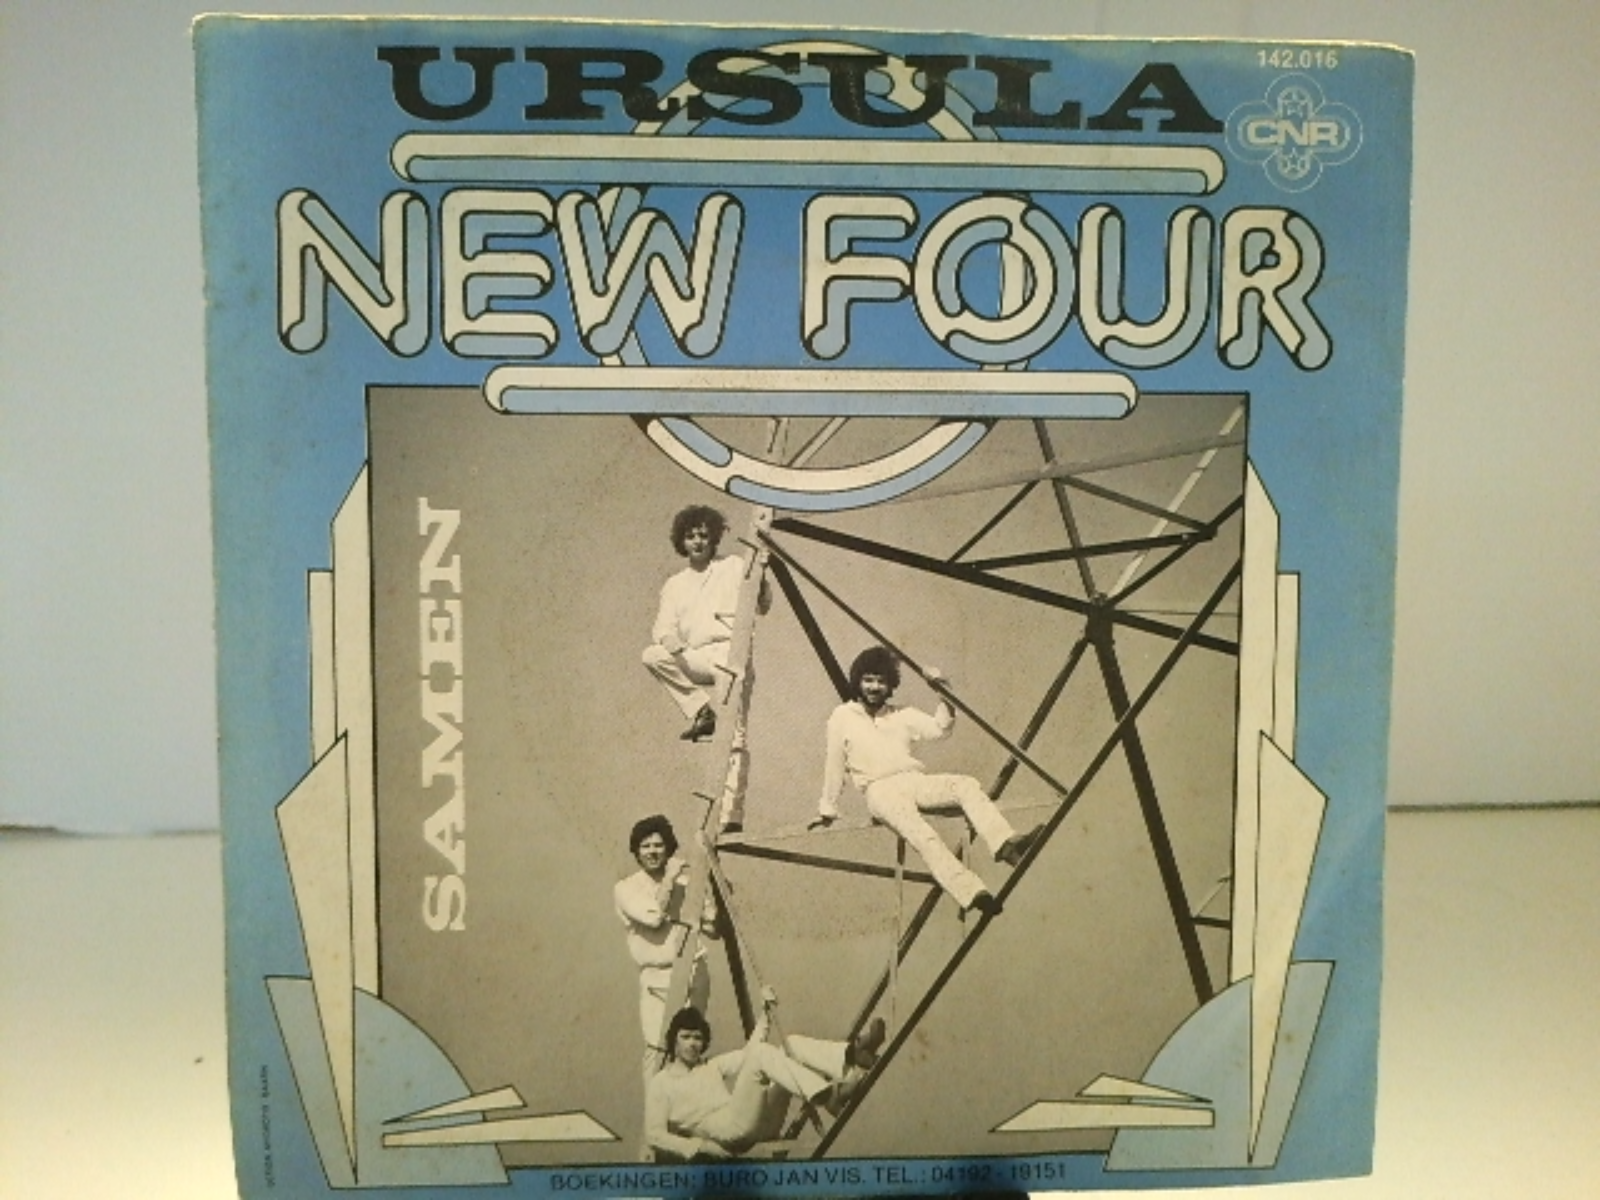 URSULA
142.016
CNR
NEW FOUR
SAMEN
BOEKINGEN: BURO JAN VIS. TEL.: 04192-19151